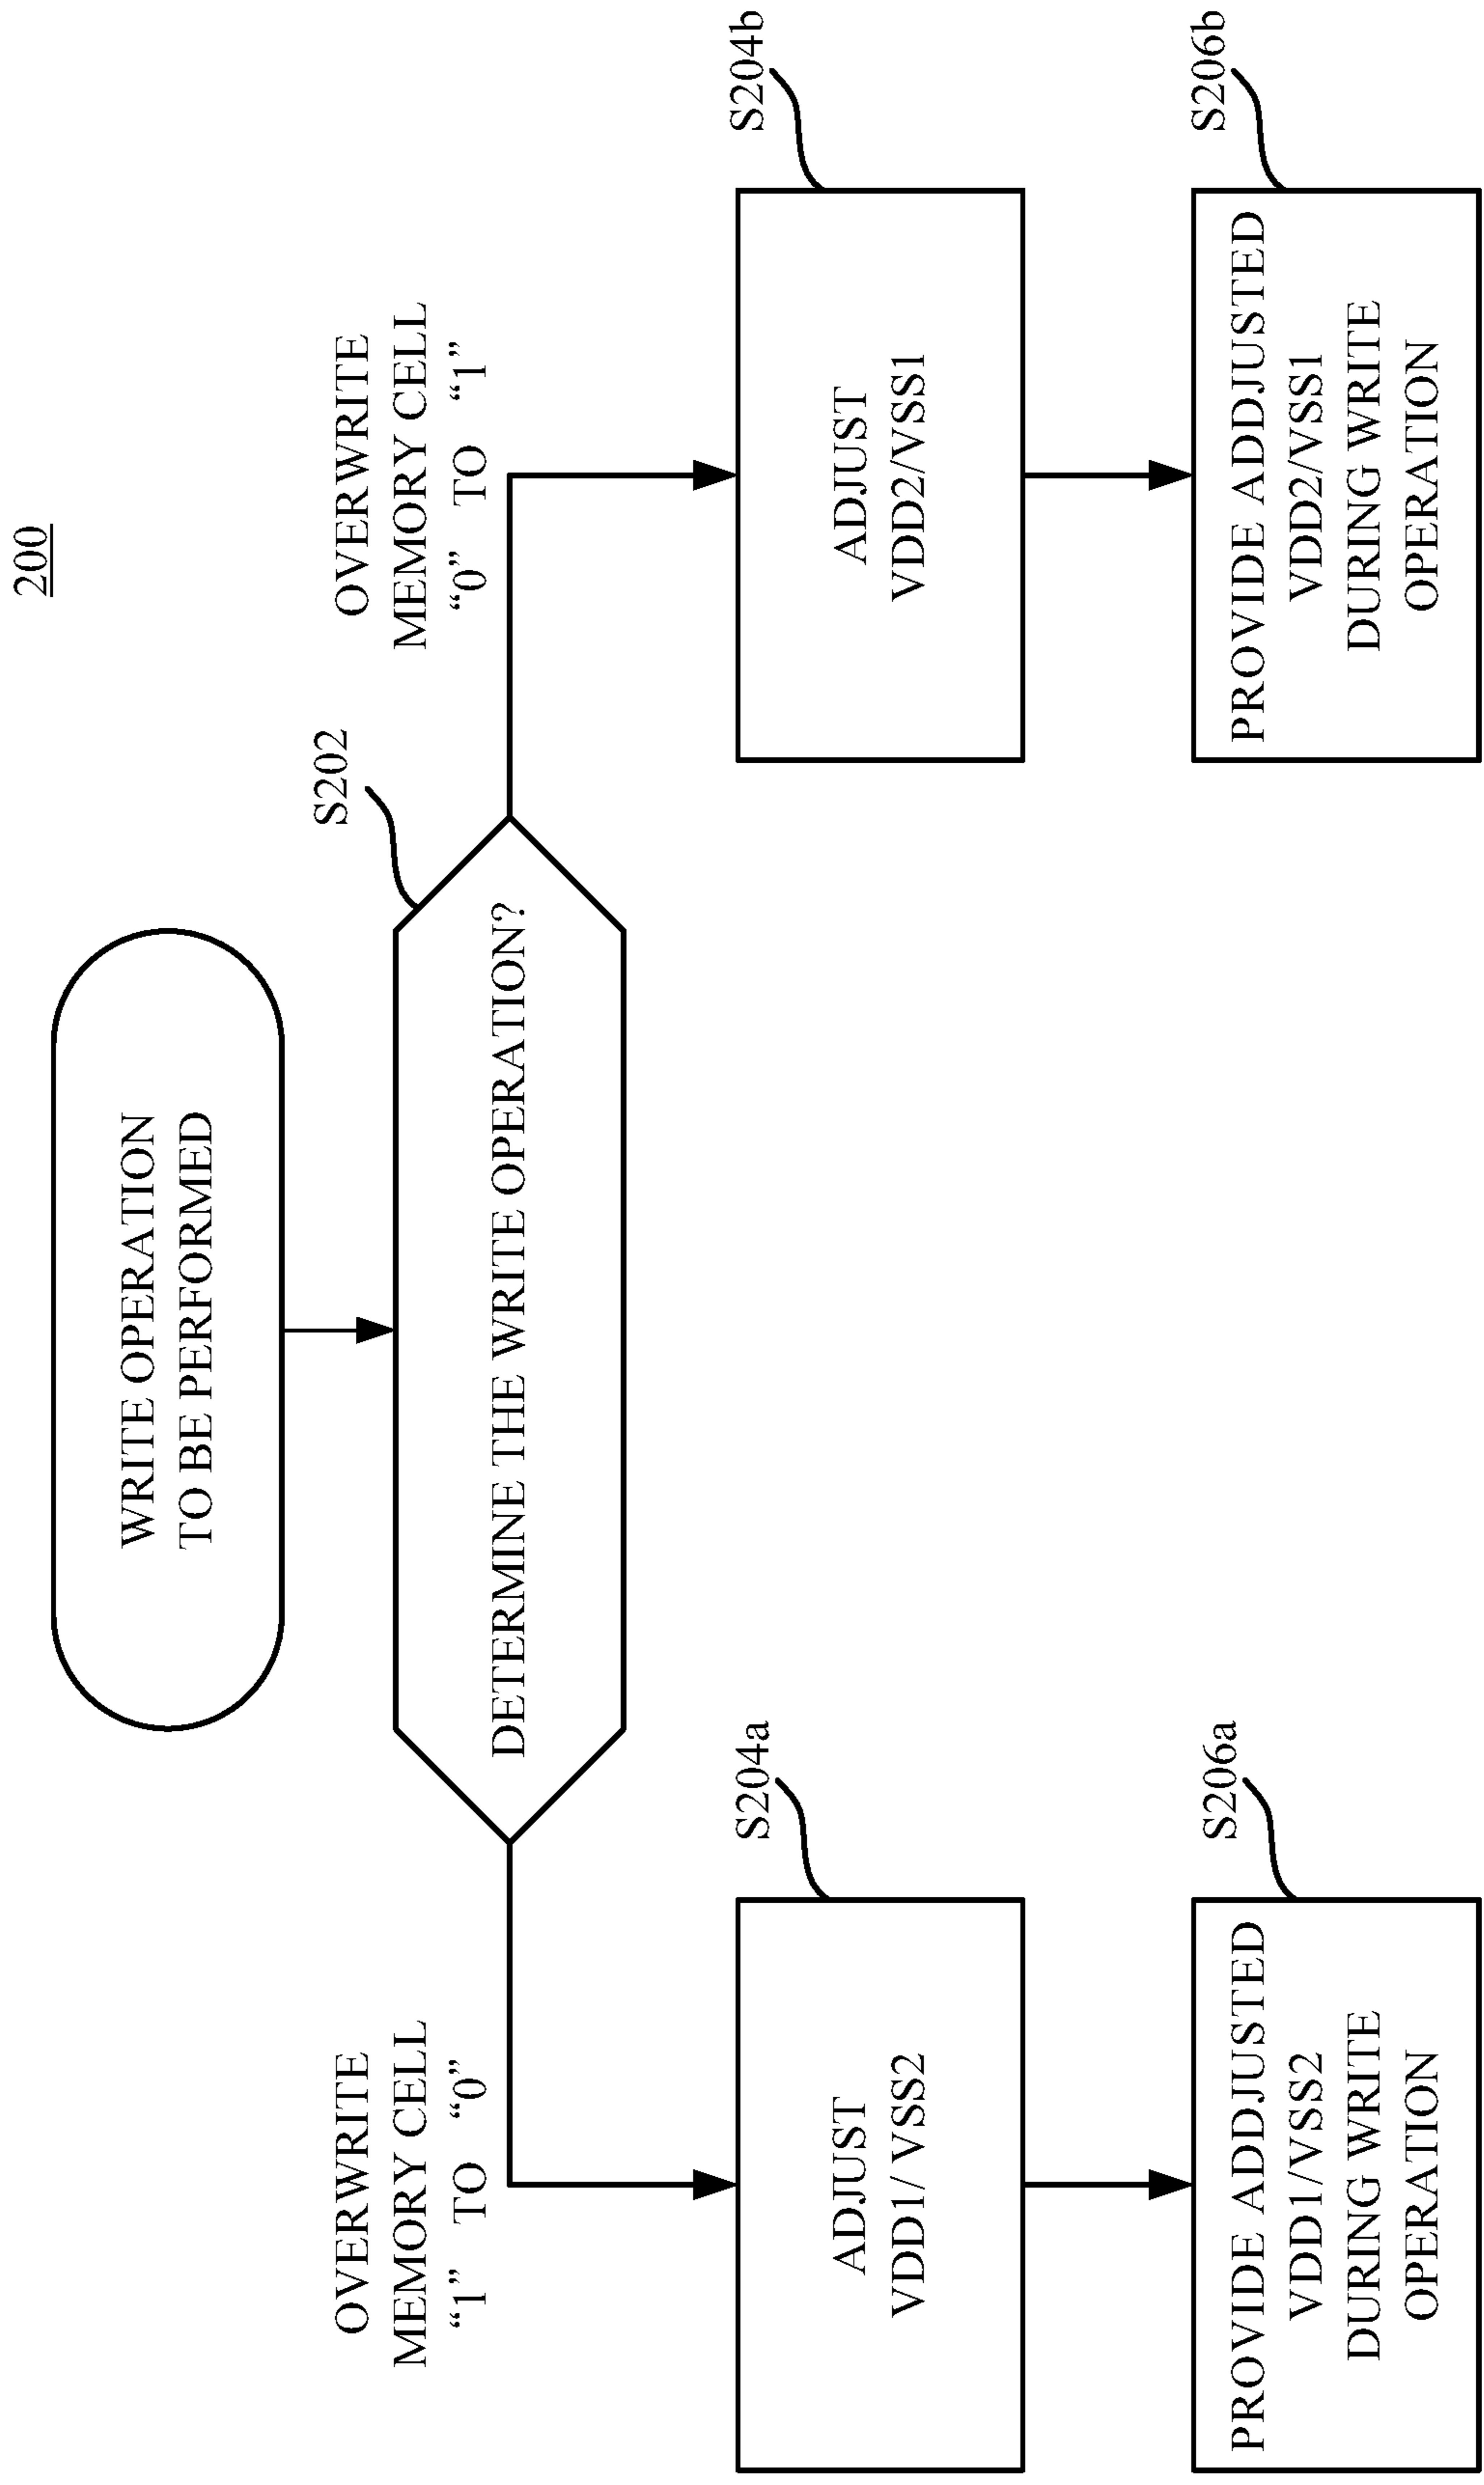 200
WRITE OPERATION
TO BE PERFORMED
S202
DETERMINE THE WRITE OPERATION?
OVERWRITE
MEMORY CELL
“1” TO “0”
OVERWRITE
MEMORY CELL
“0” TO “1”
S204a
ADJUST
VDD1/ VSS2
S204b
ADJUST
VDD2/VSS1
S206a
PROVIDE ADDJUSTED
VDD1/VSS2
DURING WRITE
OPERATION
S206b
PROVIDE ADDJUSTED
VDD2/VSS1
DURING WRITE
OPERATION